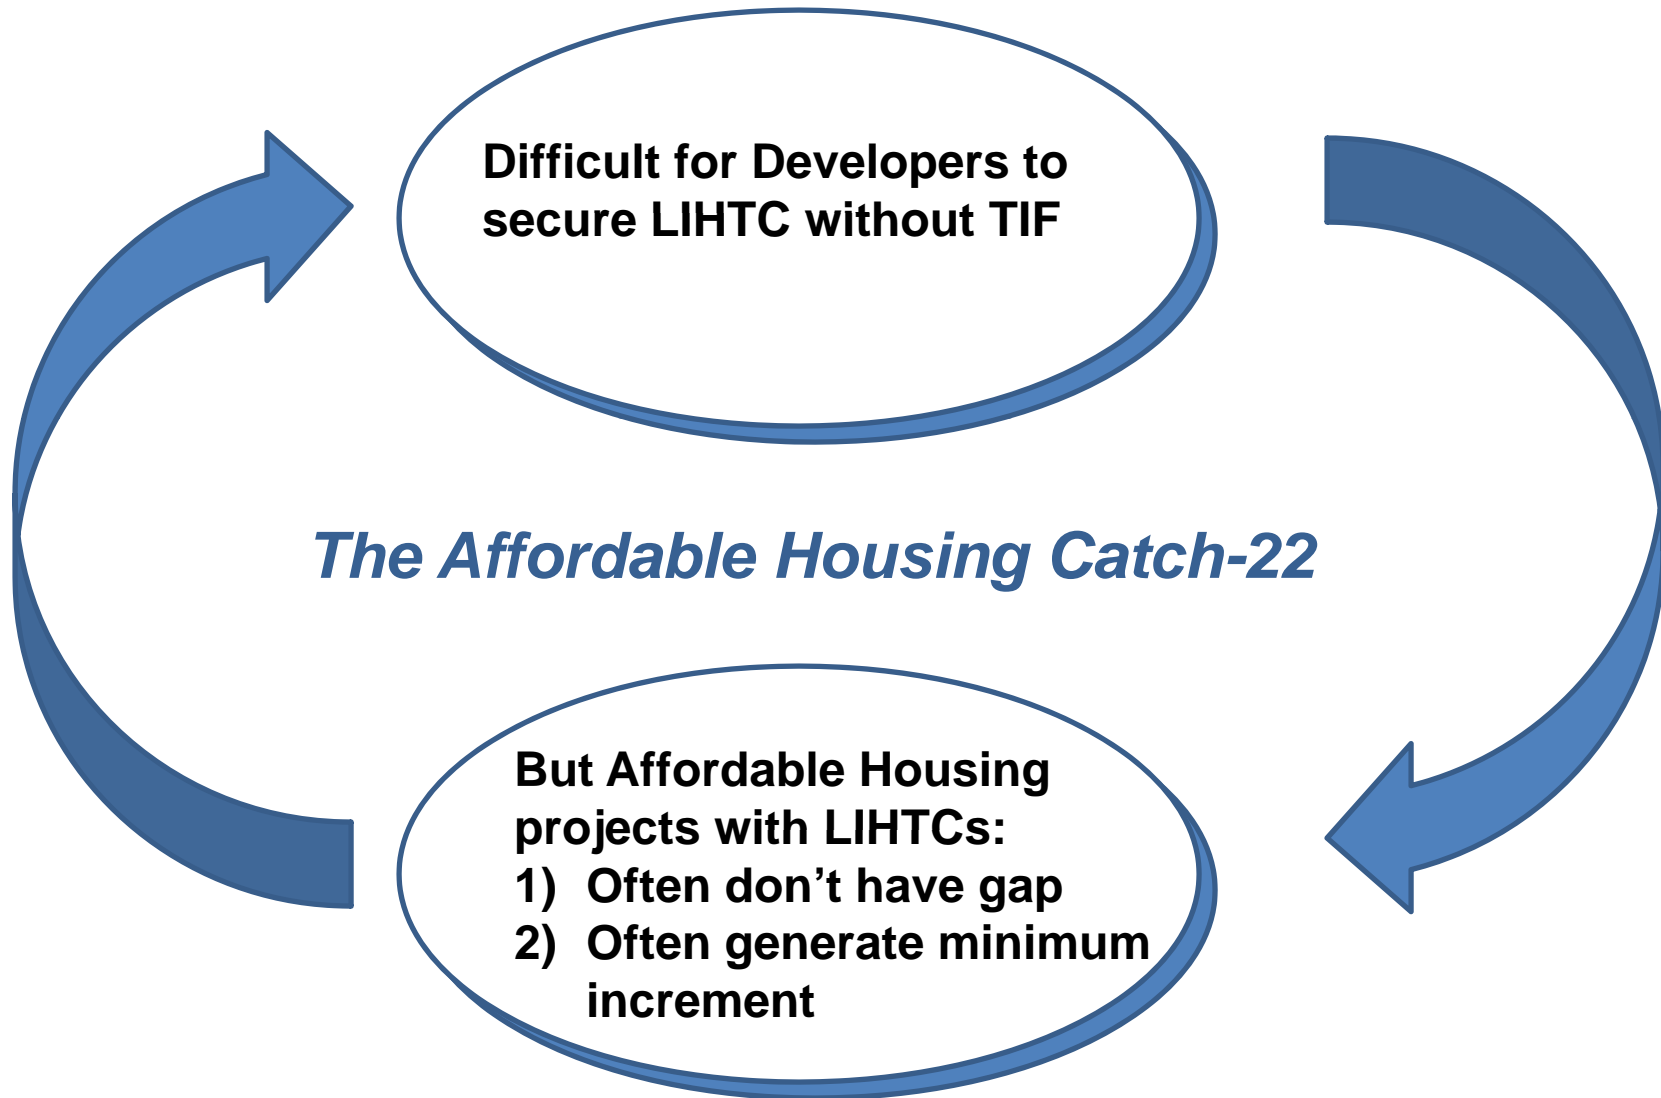 Difficult for Developers to
secure LIHTC without TIF
The Affordable Housing Catch-22
But Affordable Housing
projects with LIHTCs:
1) Often don’t have gap
2) Often generate minimum
increment